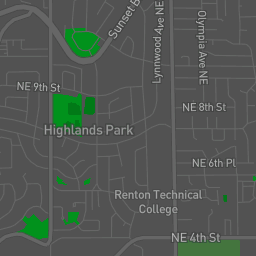 Sunset B
Lynnwood Ave NE
Olympia Ave NE
NE 9th St
NE 8th St
Highlands Park
NE 6th Pl
Renton Technical
College
NE 4th St